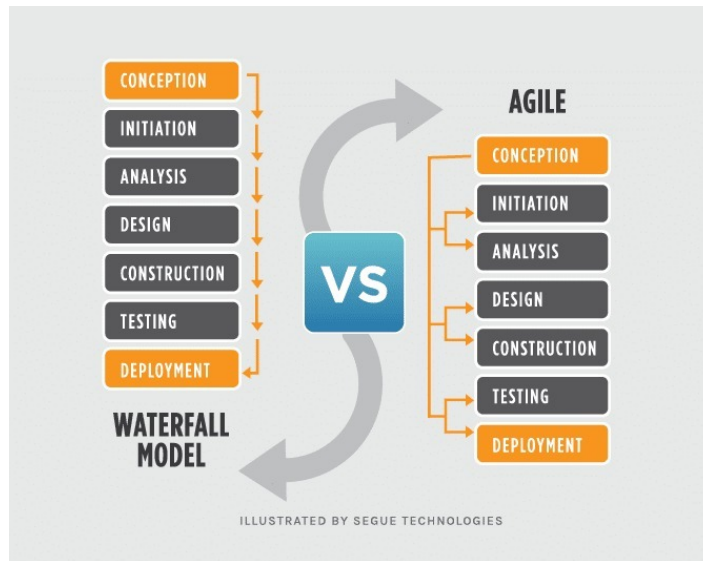 CONCEPTION
INITIATION
ANALYSIS
DESIGN
CONSTRUCTION
TESTING
DEPLOYMENT
WATERFALL
MODEL
VS
AGILE
CONCEPTION
INITIATION
ANALYSIS
DESIGN
CONSTRUCTION
TESTING
DEPLOYMENT
ILLUSTRATED BY SEGUE TECHNOLOGIES